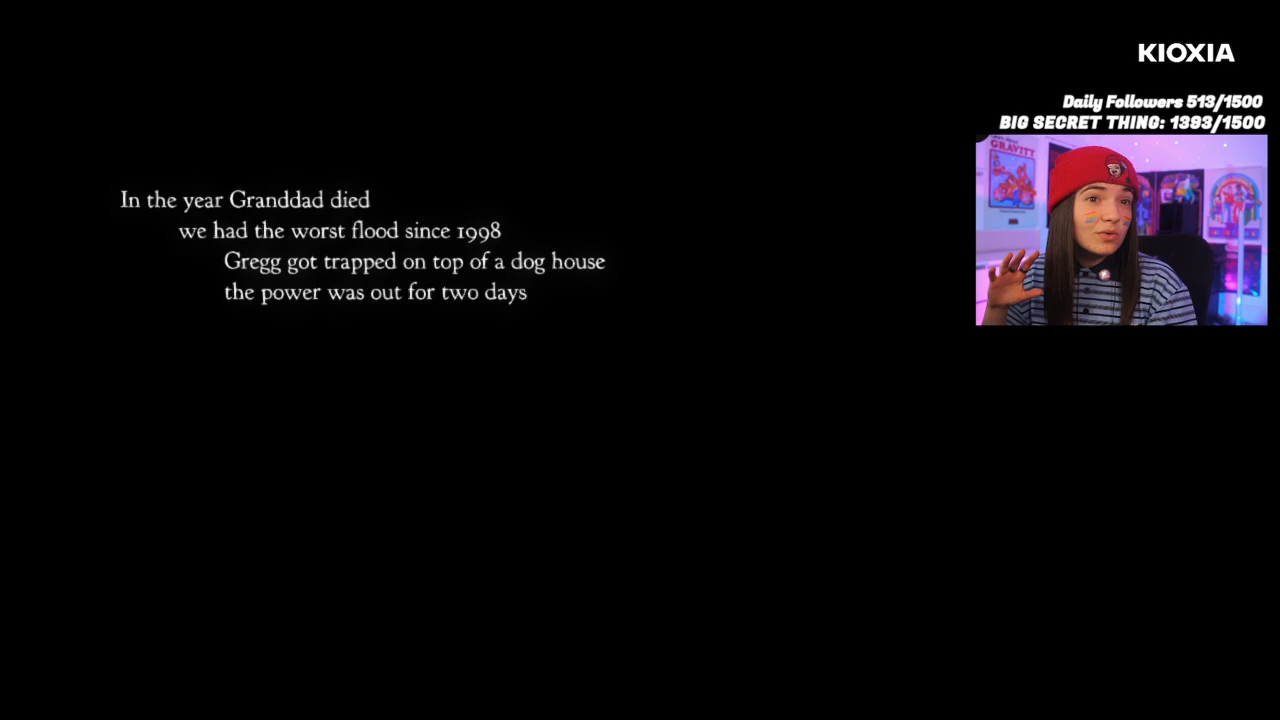 KIOXIA
Daily Followers 513/1500
BIG SECRET THING: 1393/1500
GRAVITY
In the year Granddad died
we had the worst flood since 1998
Gregg got trapped on top of a dog house
the power was out for two days